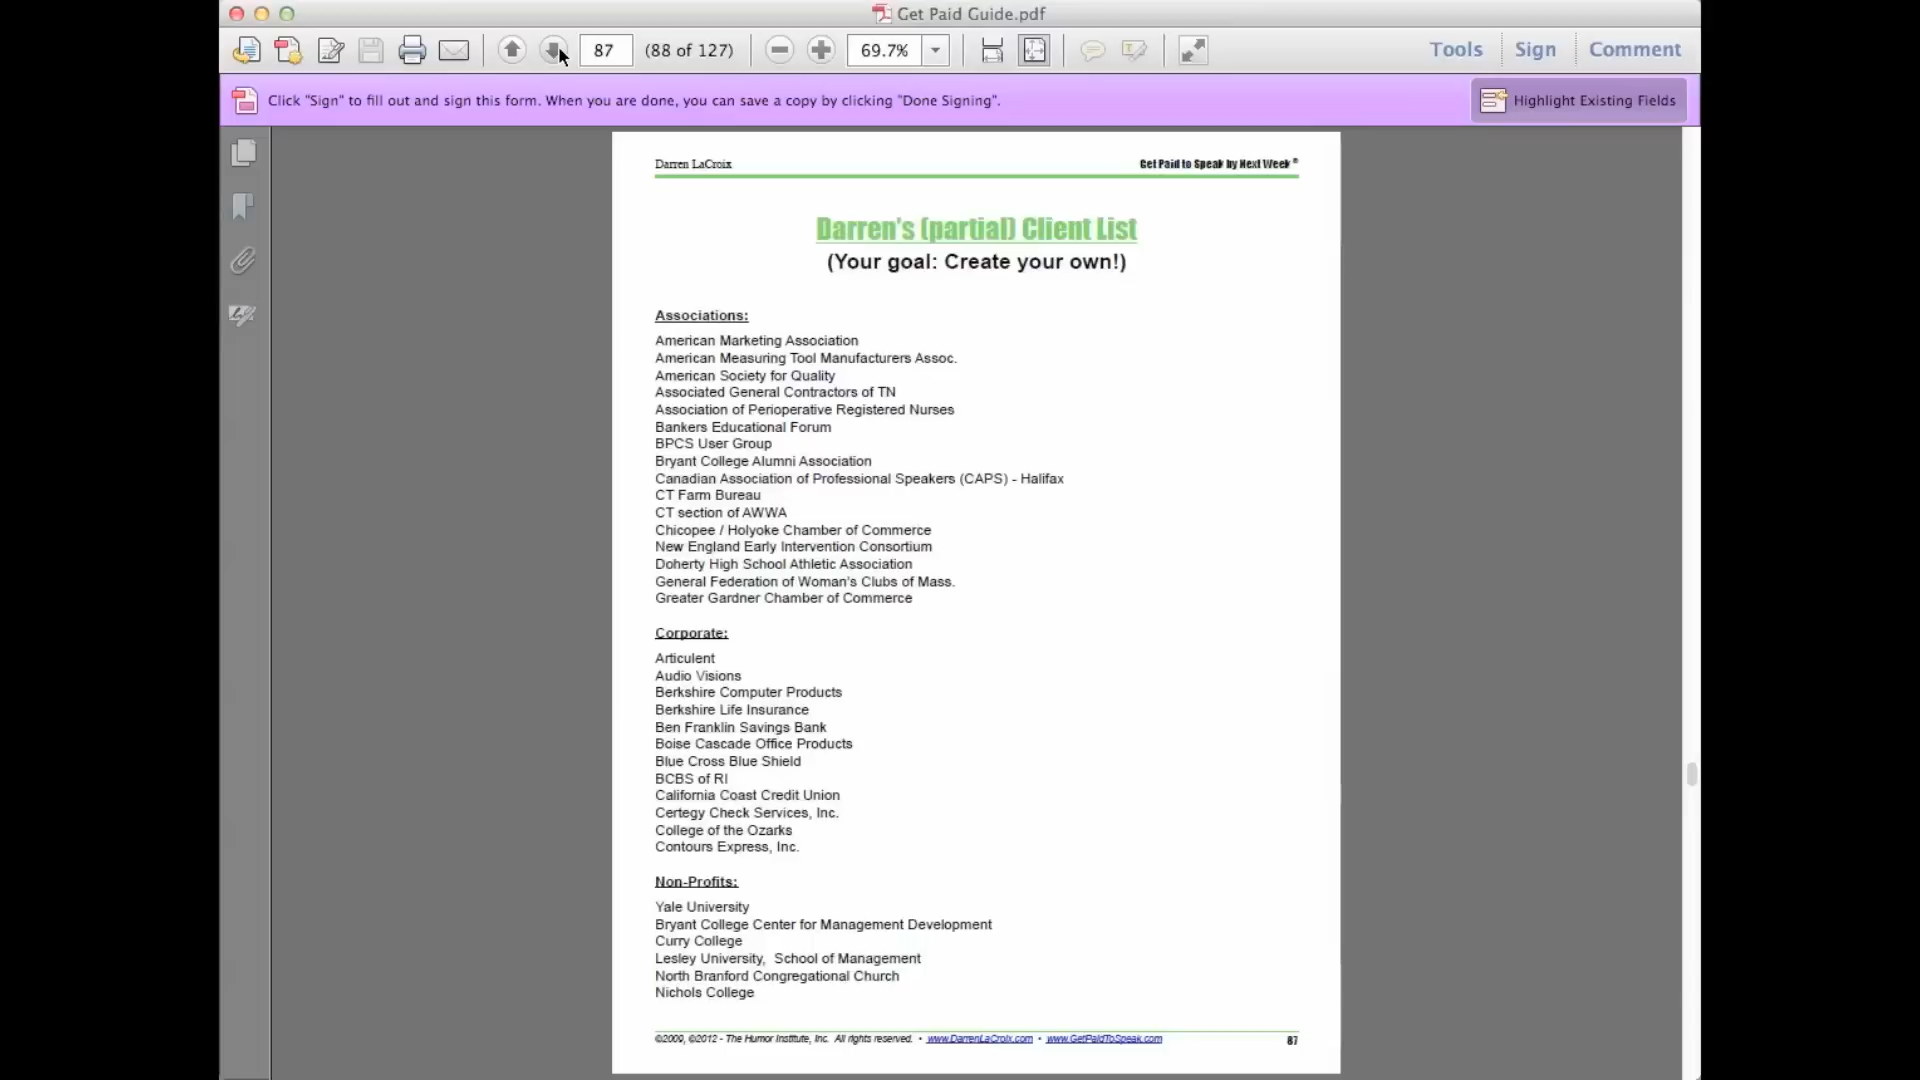 Get Paid Guide.pdf
87 (88 of 127) 69.7% Tools Sign Comment
Click "Sign" to fill out and sign this form. When you are done, you can save a copy by clicking "Done Signing". Highlight Existing Fields
Darren LaCroix Get Paid to Speak by Next Week ®
Darren's (partial) Client List
(Your goal: Create your own!)
Associations:
American Marketing Association
American Measuring Tool Manufacturers Assoc.
American Society for Quality
Associated General Contractors of TN
Association of Perioperative Registered Nurses
Bankers Educational Forum
BPCS User Group
Bryant College Alumni Association
Canadian Association of Professional Speakers (CAPS) - Halifax
CT Farm Bureau
CT section of AWWA
Chicopee / Holyoke Chamber of Commerce
New England Early Intervention Consortium
Doherty High School Athletic Association
General Federation of Woman's Clubs of Mass.
Greater Gardner Chamber of Commerce
Corporate:
Articulent
Audio Visions
Berkshire Computer Products
Berkshire Life Insurance
Ben Franklin Savings Bank
Boise Cascade Office Products
Blue Cross Blue Shield
BCBS of RI
California Coast Credit Union
Certegy Check Services, Inc.
College of the Ozarks
Contours Express, Inc.
Non-Profits:
Yale University
Bryant College Center for Management Development
Curry College
Lesley University, School of Management
North Branford Congregational Church
Nichols College
©2009, ©2012 - The Humor Institute, Inc. All rights reserved. • www.DarrenLaCroix.com • www.GetPaidToSpeak.com 87